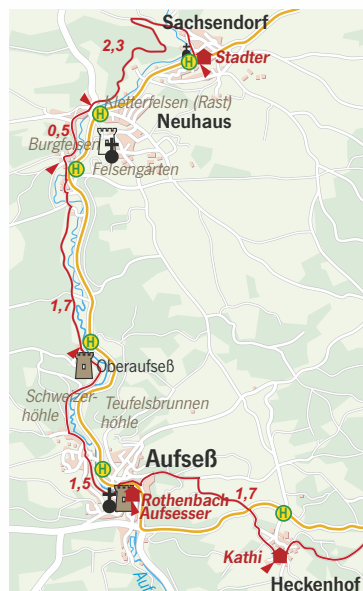 Sachsendorf
2,3
H
Stadter
Kletterfelsen (Rast)
H
Neuhaus
0,5
Burgfelsen
Felsengärten
H
1,7
H
Oberaufseß
Schweizer-
höhle
Teufelsbrunnen
höhle
Aufseß
H
1,5
Rothenbach
Aufsesser
1,7
H
Kathi
Heckenhof
Auf